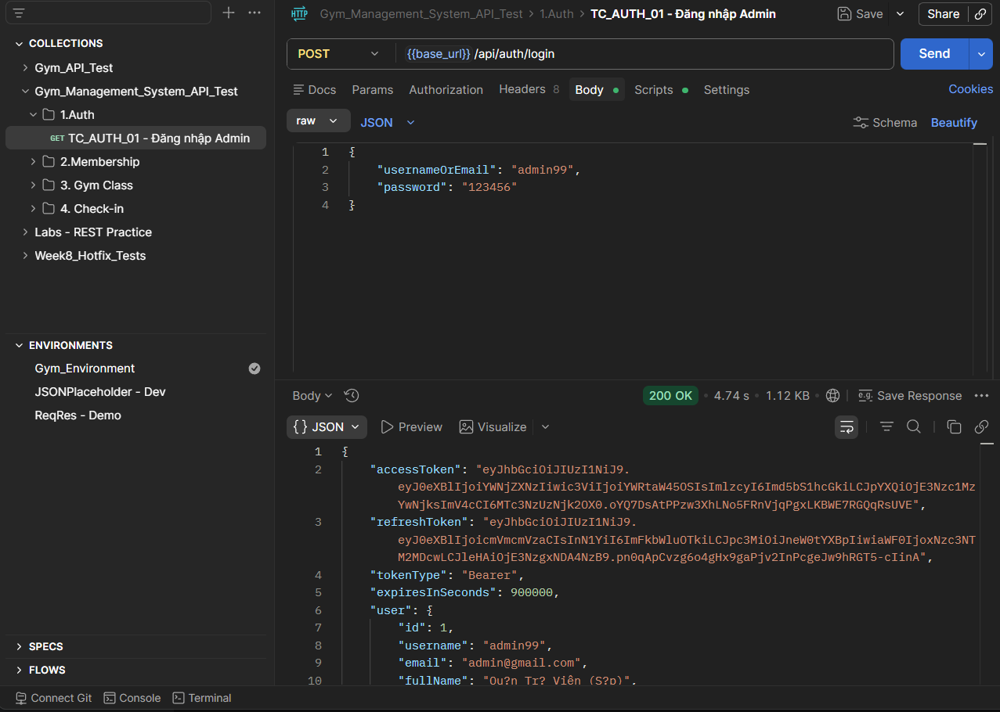 COLLECTIONS
Gym_API_Test
Gym_Management_System_API_Test
1.Auth
GET TC_AUTH_01 - Đăng nhập Admin
2.Membership
3. Gym Class
4. Check-in
Labs - REST Practice
Week8_Hotfix_Tests
ENVIRONMENTS
Gym_Environment
JSONPlaceholder - Dev
ReqRes - Demo
SPECS
FLOWS
HTTP Gym_Management_System_API_Test > 1.Auth > TC_AUTH_01 - Đăng nhập Admin Save Share
POST {{base_url}} /api/auth/login Send
Docs Params Authorization Headers 8 Body Scripts Settings Cookies
raw JSON Schema Beautify
1 {
2 "usernameOrEmail": "admin99",
3 "password": "123456"
4 }
Body 200 OK • 4.74 s • 1.12 KB • e.g. Save Response
{} JSON Preview Visualize
1 {
2 "accessToken": "eyJhbGciOiJIUzI1NiJ9.
eyJ0eXBlIjoiYWNjZXNzIiwic3ViIjoiYWRtaW45OSIsImlzcyI6Imd5bS1hcGkiLCJpYXQiOjE3Nzc1Mz
YwNjksImV4cCI6MTc3NzUzNjk2OX0.oYQ7DsAtPPzw3XhLNo5FRnVjqPgxLKBWE7RGQqRsUVE",
3 "refreshToken": "eyJhbGciOiJIUzI1NiJ9.
eyJ0eXBlIjoicmVmcmVzaCIsInN1YiI6ImFkbWluOTkiLCJpc3MiOiJneW0tYXBpIiwiaWF0IjoxNzc3NT
M2MDcwLCJleHAiOjE3NzgxNDA4NzB9.pn0qApCvzg6o4gHx9gaPjv2InPcgeJw9hRGT5-cIinA",
4 "tokenType": "Bearer",
5 "expiresInSeconds": 900000,
6 "user": {
7 "id": 1,
8 "username": "admin99",
9 "email": "admin@gmail.com",
10 "fullName": "Qu?n Tr? Viên (S?p)",
Connect Git Console Terminal